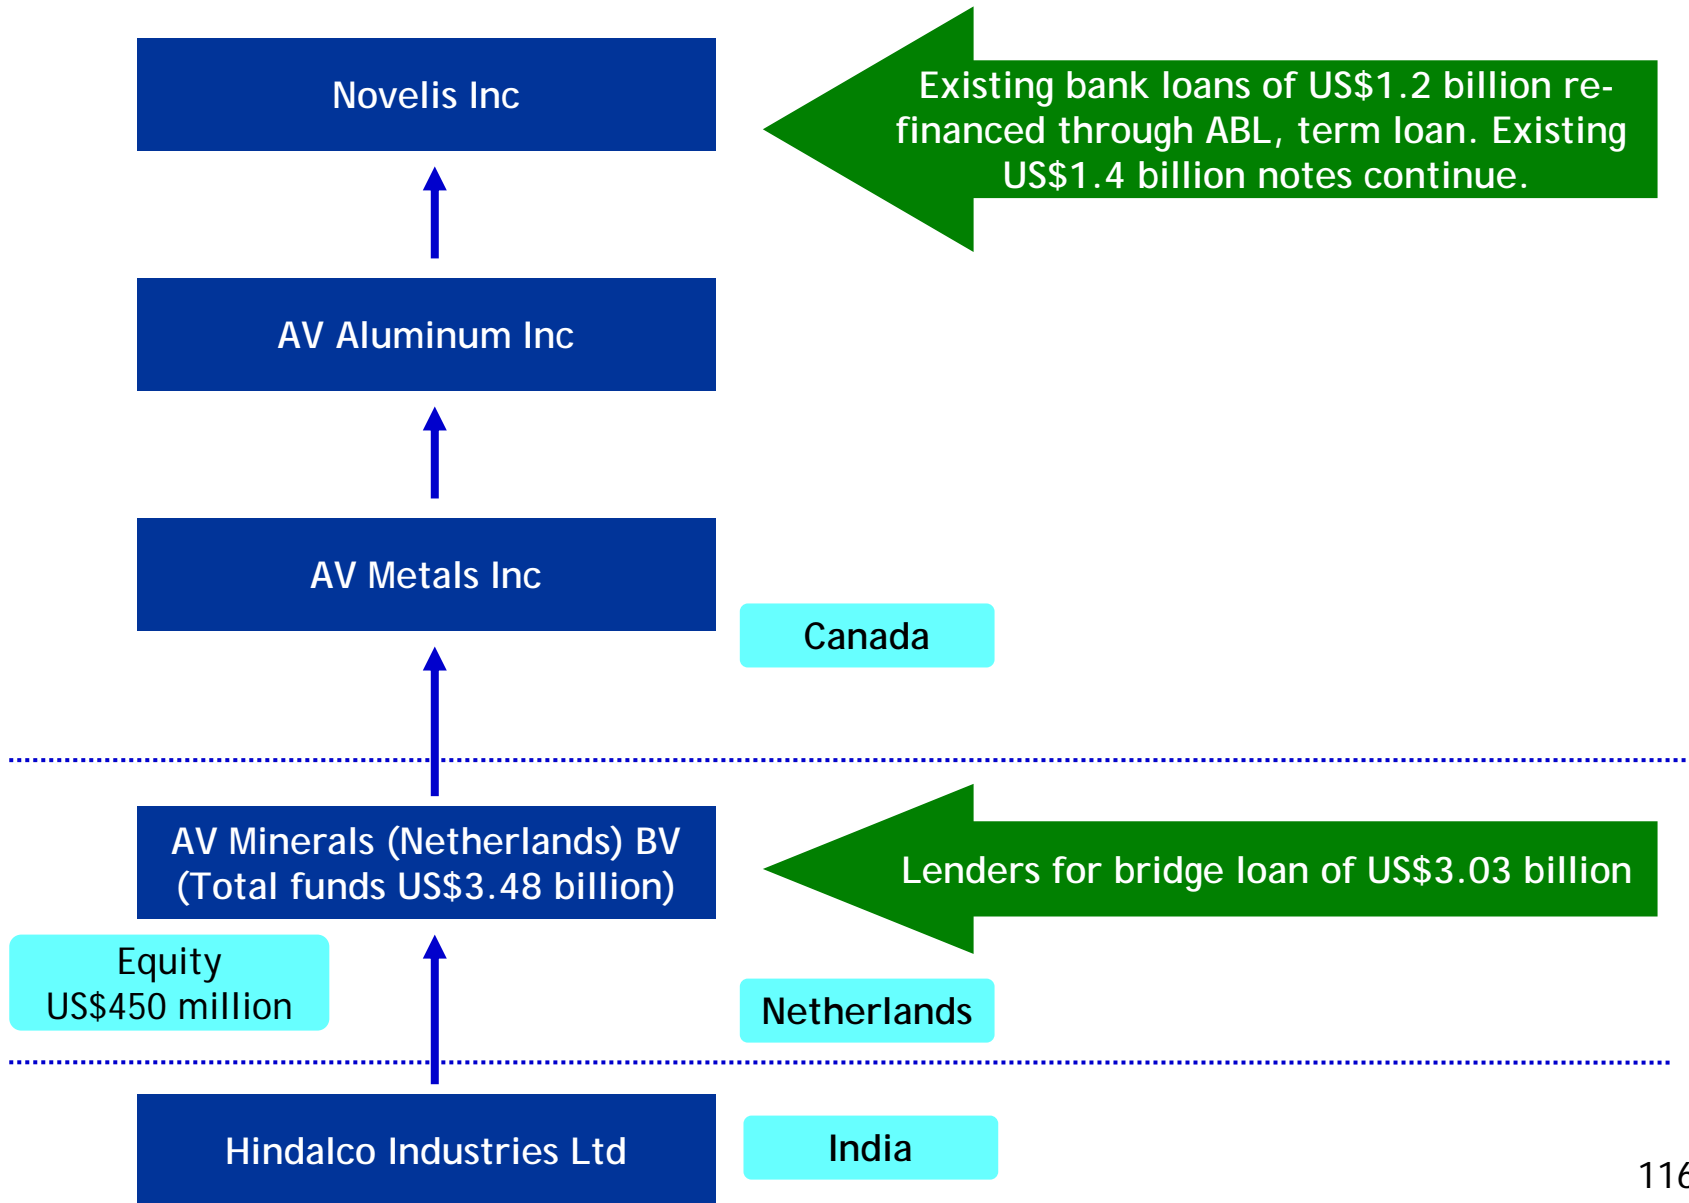 Novelis Inc
Existing bank loans of US$1.2 billion re-
financed through ABL, term loan. Existing
US$1.4 billion notes continue.
AV Aluminum Inc
AV Metals Inc
Canada
AV Minerals (Netherlands) BV
(Total funds US$3.48 billion)
Lenders for bridge loan of US$3.03 billion
Equity
US$450 million
Netherlands
Hindalco Industries Ltd
India
116